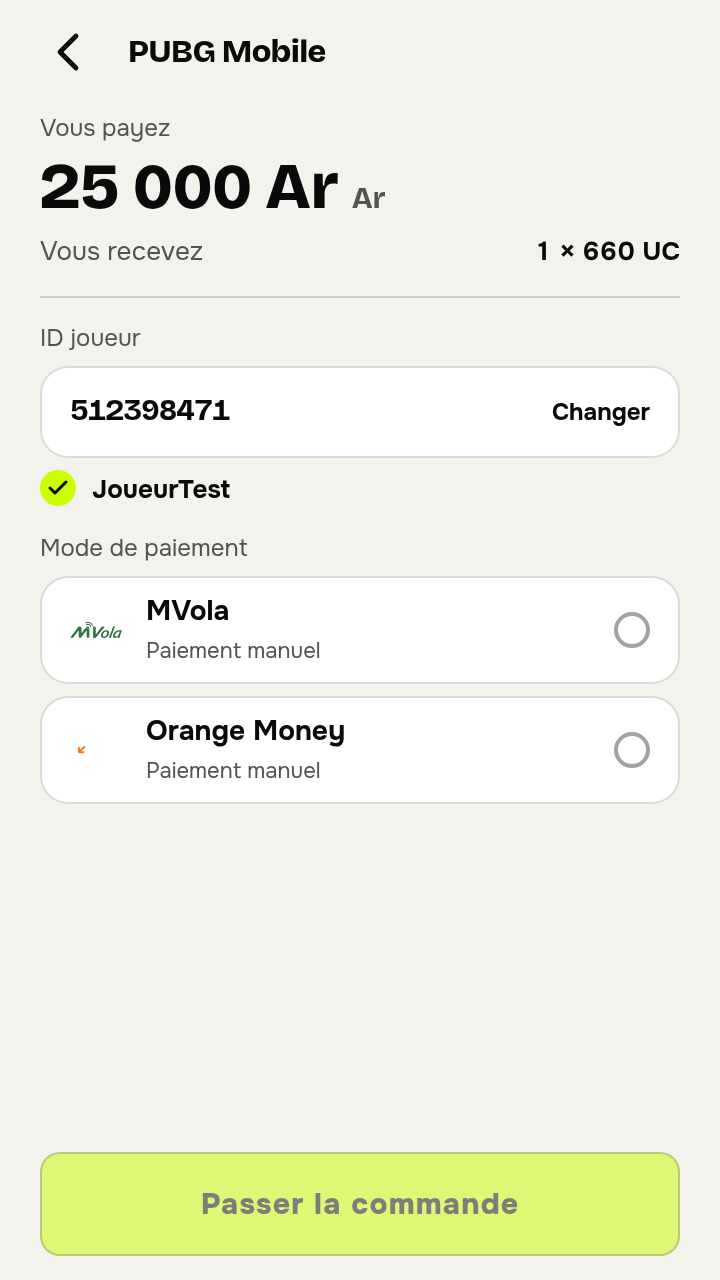 PUBG Mobile
Vous payez
25 000 Ar Ar
Vous recevez 1 × 660 UC
ID joueur
512398471 Changer
JoueurTest
Mode de paiement
MVola
MVola
Paiement manuel
Orange Money
Paiement manuel
Passer la commande